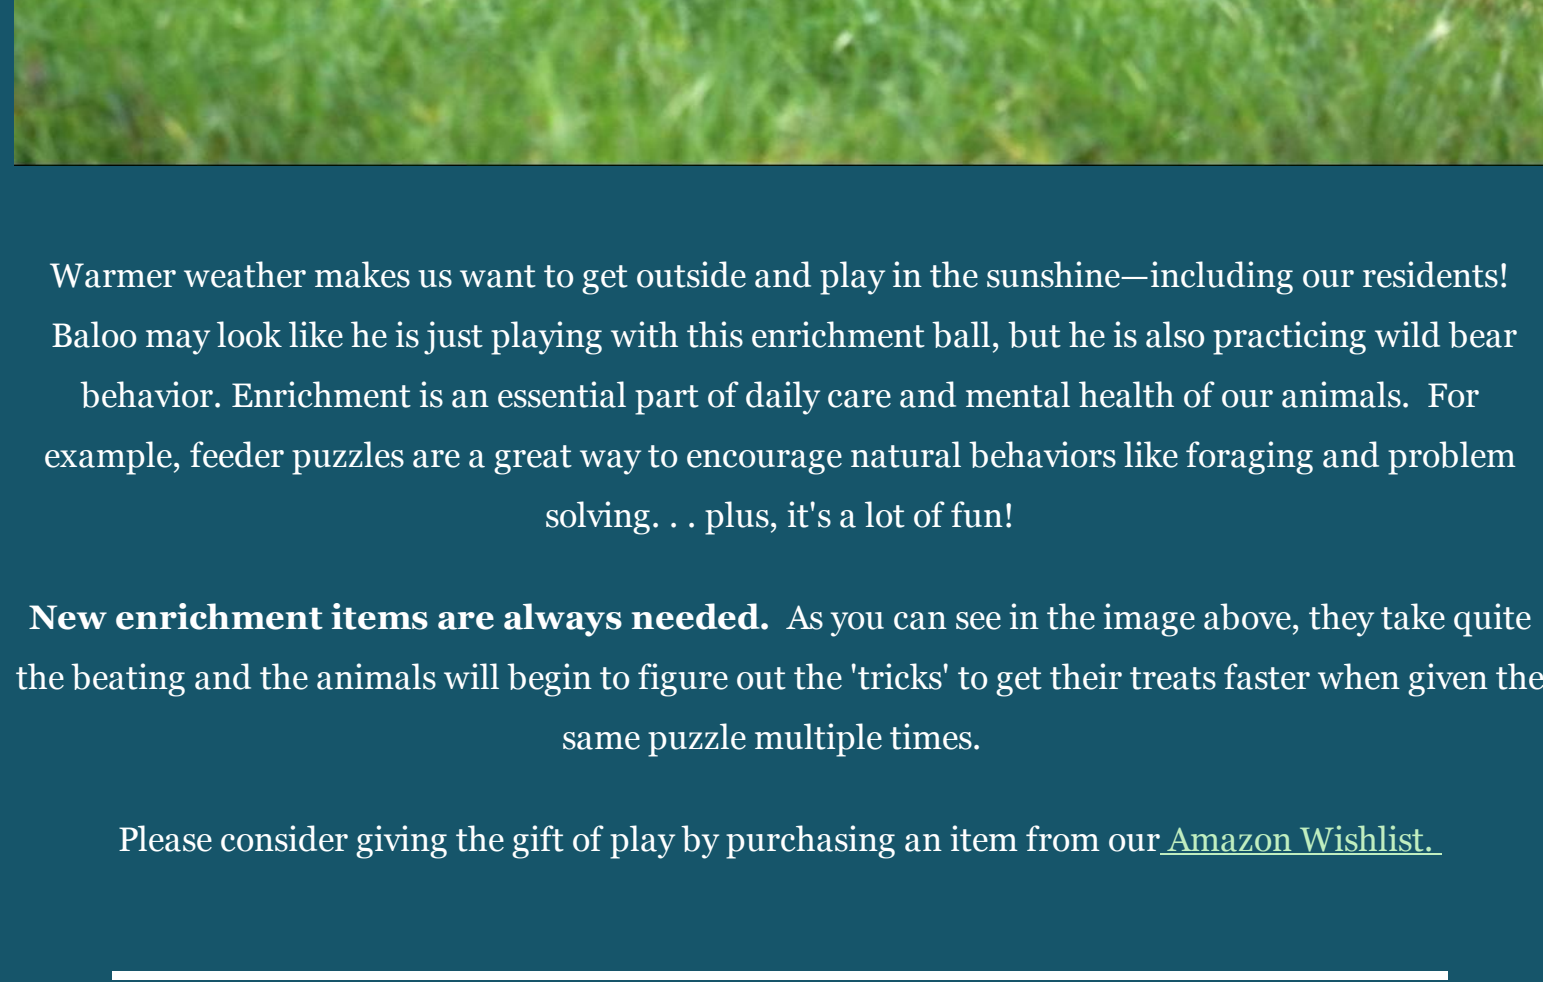 Warmer weather makes us want to get outside and play in the sunshine—including our residents!
Baloo may look like he is just playing with this enrichment ball, but he is also practicing wild bear
behavior. Enrichment is an essential part of daily care and mental health of our animals.  For
example, feeder puzzles are a great way to encourage natural behaviors like foraging and problem
solving. . . plus, it's a lot of fun!
New enrichment items are always needed.  As you can see in the image above, they take quite
the beating and the animals will begin to figure out the 'tricks' to get their treats faster when given the
same puzzle multiple times.
Please consider giving the gift of play by purchasing an item from our Amazon Wishlist.